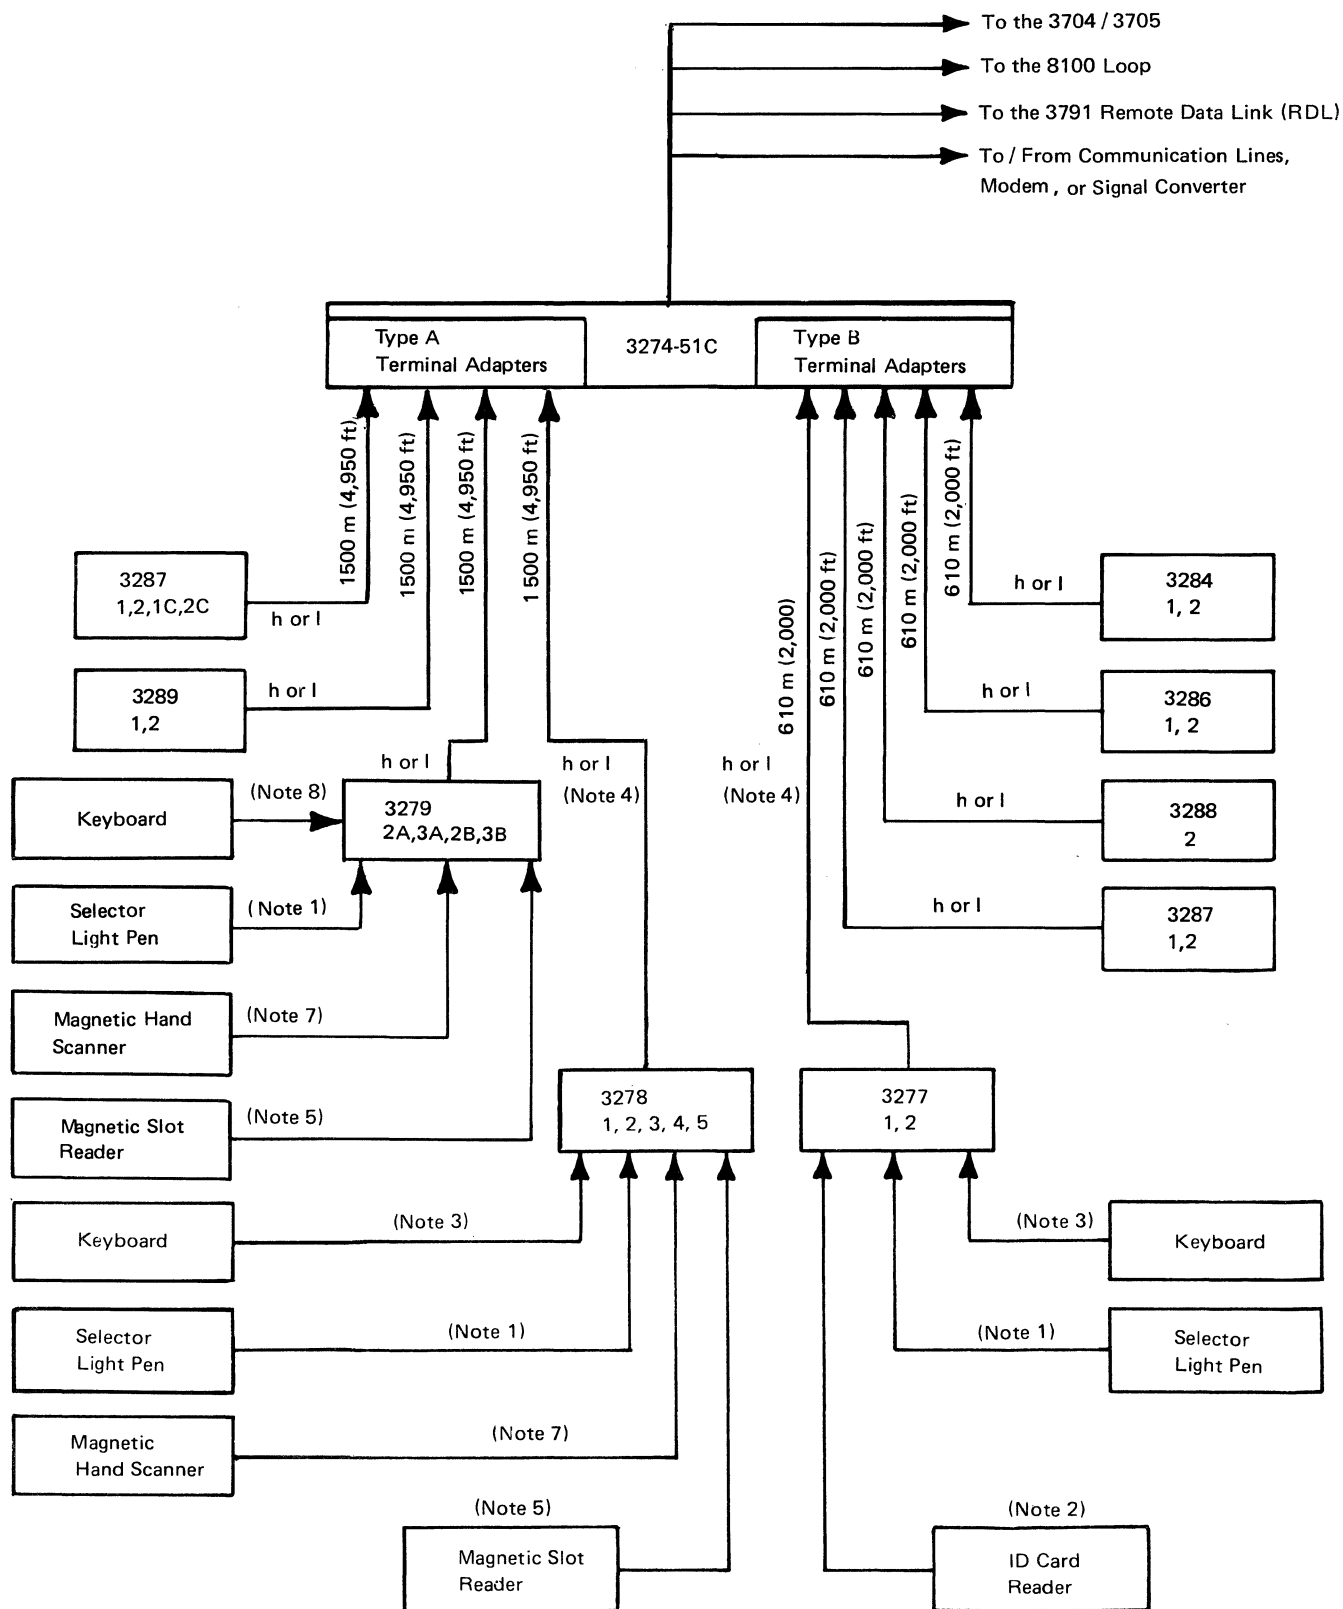 To the 3704 / 3705
To the 8100 Loop
To the 3791 Remote Data Link (RDL)
To / From Communication Lines,
Modem, or Signal Converter
Type A
Terminal Adapters
3274-51C
Type B
Terminal Adapters
1500 m (4,950 ft)
1500 m (4,950 ft)
1500 m (4,950 ft)
1500 m (4,950 ft)
610 m (2,000)
610 m (2,000 ft)
610 m (2,000 ft)
610 m (2,000 ft)
610 m (2,000 ft)
3287
1,2,1C,2C
h or l
3289
1,2
h or l
h or l
3279
2A,3A,2B,3B
h or l
(Note 4)
h or l
(Note 4)
3284
1, 2
h or l
3286
1, 2
h or l
3288
2
h or l
3287
1,2
h or l
Keyboard
(Note 8)
Selector
Light Pen
(Note 1)
Magnetic Hand
Scanner
(Note 7)
Magnetic Slot
Reader
(Note 5)
3278
1, 2, 3, 4, 5
3277
1, 2
Keyboard
(Note 3)
Selector
Light Pen
(Note 1)
Magnetic
Hand Scanner
(Note 7)
(Note 5)
Magnetic Slot
Reader
(Note 3)
Keyboard
(Note 1)
Selector
Light Pen
(Note 2)
ID Card
Reader